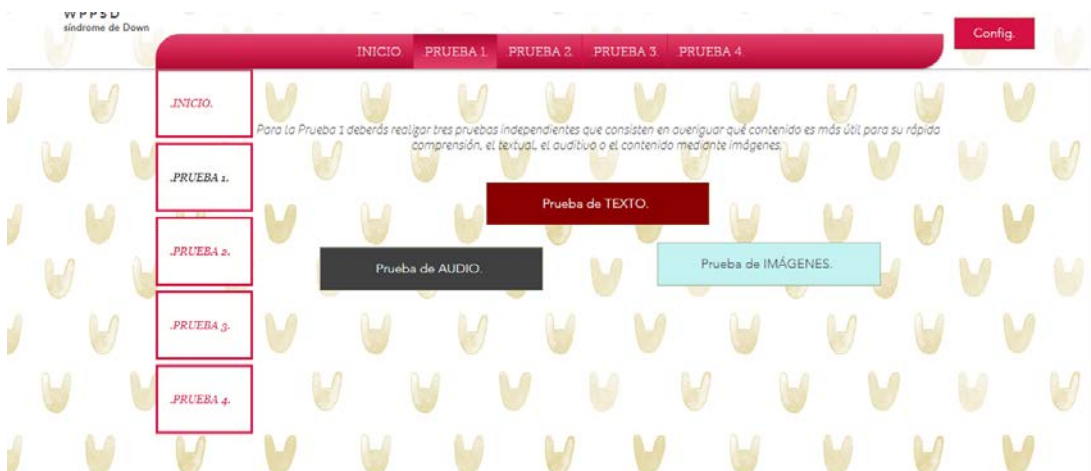 WPPSD
síndrome de Down
Config.
INICIO. .PRUEBA 1. .PRUEBA 2. .PRUEBA 3. .PRUEBA 4.
.INICIO.
Para la Prueba 1 deberás realizar tres pruebas independientes que consisten en averiguar qué contenido es más útil para su rápida
comprensión, el textual, el auditivo o el contenido mediante imágenes.
.PRUEBA 1.
Prueba de TEXTO.
.PRUEBA 2.
Prueba de AUDIO.
Prueba de IMÁGENES.
.PRUEBA 3.
.PRUEBA 4.